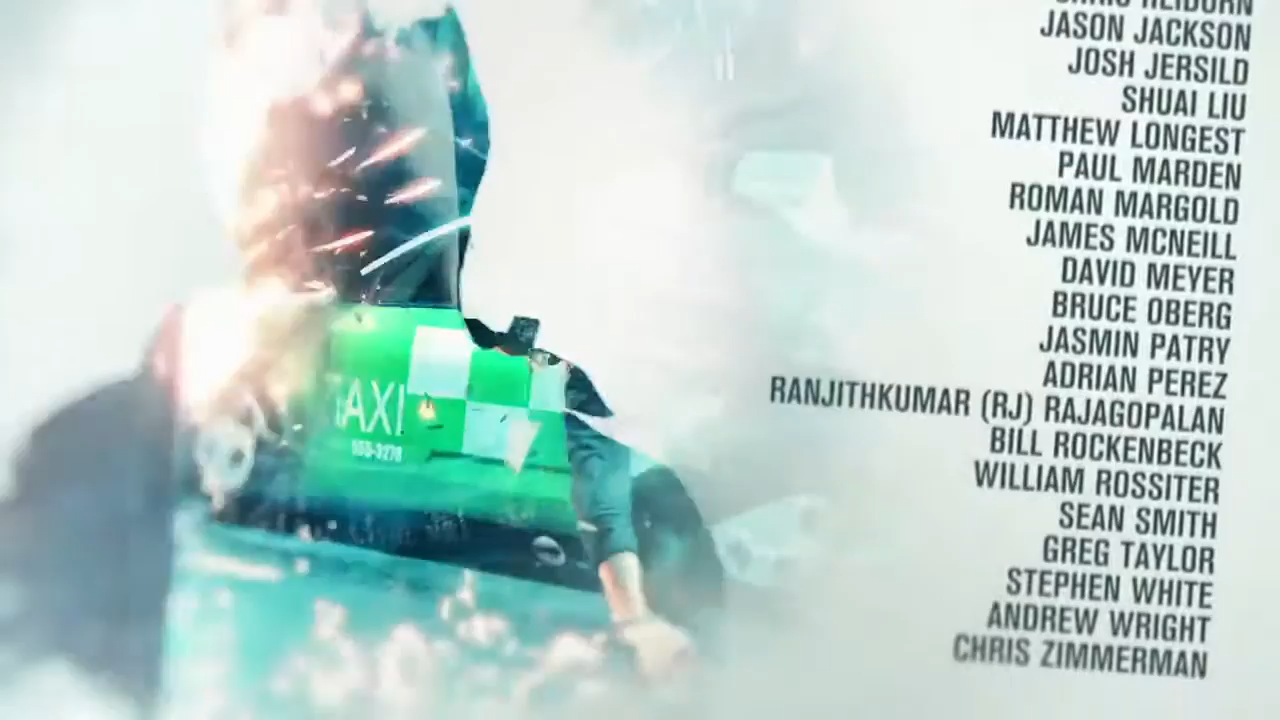 JASON JACKSON
JOSH JERSILD
SHUAI LIU
MATTHEW LONGEST
PAUL MARDEN
ROMAN MARGOLD
JAMES MCNEILL
DAVID MEYER
BRUCE OBERG
JASMIN PATRY
ADRIAN PEREZ
RANJITHKUMAR (RJ) RAJAGOPALAN
BILL ROCKENBECK
WILLIAM ROSSITER
SEAN SMITH
GREG TAYLOR
STEPHEN WHITE
ANDREW WRIGHT
CHRIS ZIMMERMAN
TAXI